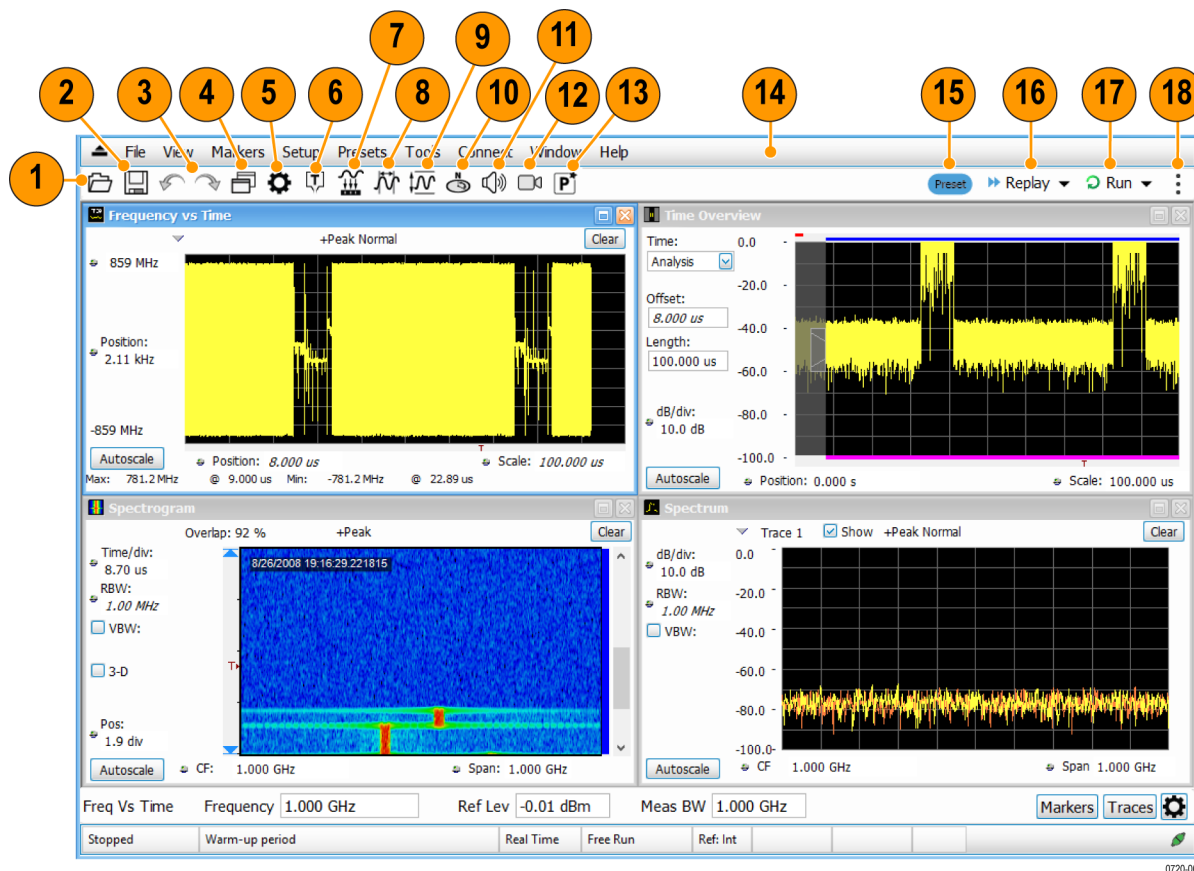 7 9 11
2 3 4 5 6 8 10 12 13 14 15 16 17 18
1
File View Markers Setup Presets Tools Connect Window Help
T N P
Preset Replay Run
Frequency vs Time
+Peak Normal Clear
859 MHz
Position:
2.11 kHz
-859 MHz
T
Autoscale Position: 8.000 us Scale: 100.000 us
Max: 781.2 MHz @ 9.000 us Min: -781.2 MHz @ 22.89 us
Time Overview
Time: 0.0
Analysis
-20.0
Offset:
8.000 us
-40.0
Length:
100.000 us
-60.0
dB/div: -80.0
10.0 dB
-100.0
T
Autoscale Position: 0.000 s Scale: 100.000 us
Spectrogram
Overlap: 92 % +Peak Clear
Time/div:
8.70 us
8/26/2008 19:16:29.221815
RBW:
1.00 MHz
VBW:
T
3-D
Pos:
1.9 div
Autoscale CF: 1.000 GHz Span: 1.000 GHz
Spectrum
Trace 1 Show +Peak Normal Clear
dB/div: 0.0
10.0 dB
RBW: -20.0
1.00 MHz
VBW: -40.0
-60.0
-80.0
-100.0
Autoscale CF 1.000 GHz Span 1.000 GHz
Freq Vs Time Frequency 1.000 GHz Ref Lev -0.01 dBm Meas BW 1.000 GHz Markers Traces
Stopped Warm-up period Real Time Free Run Ref: Int